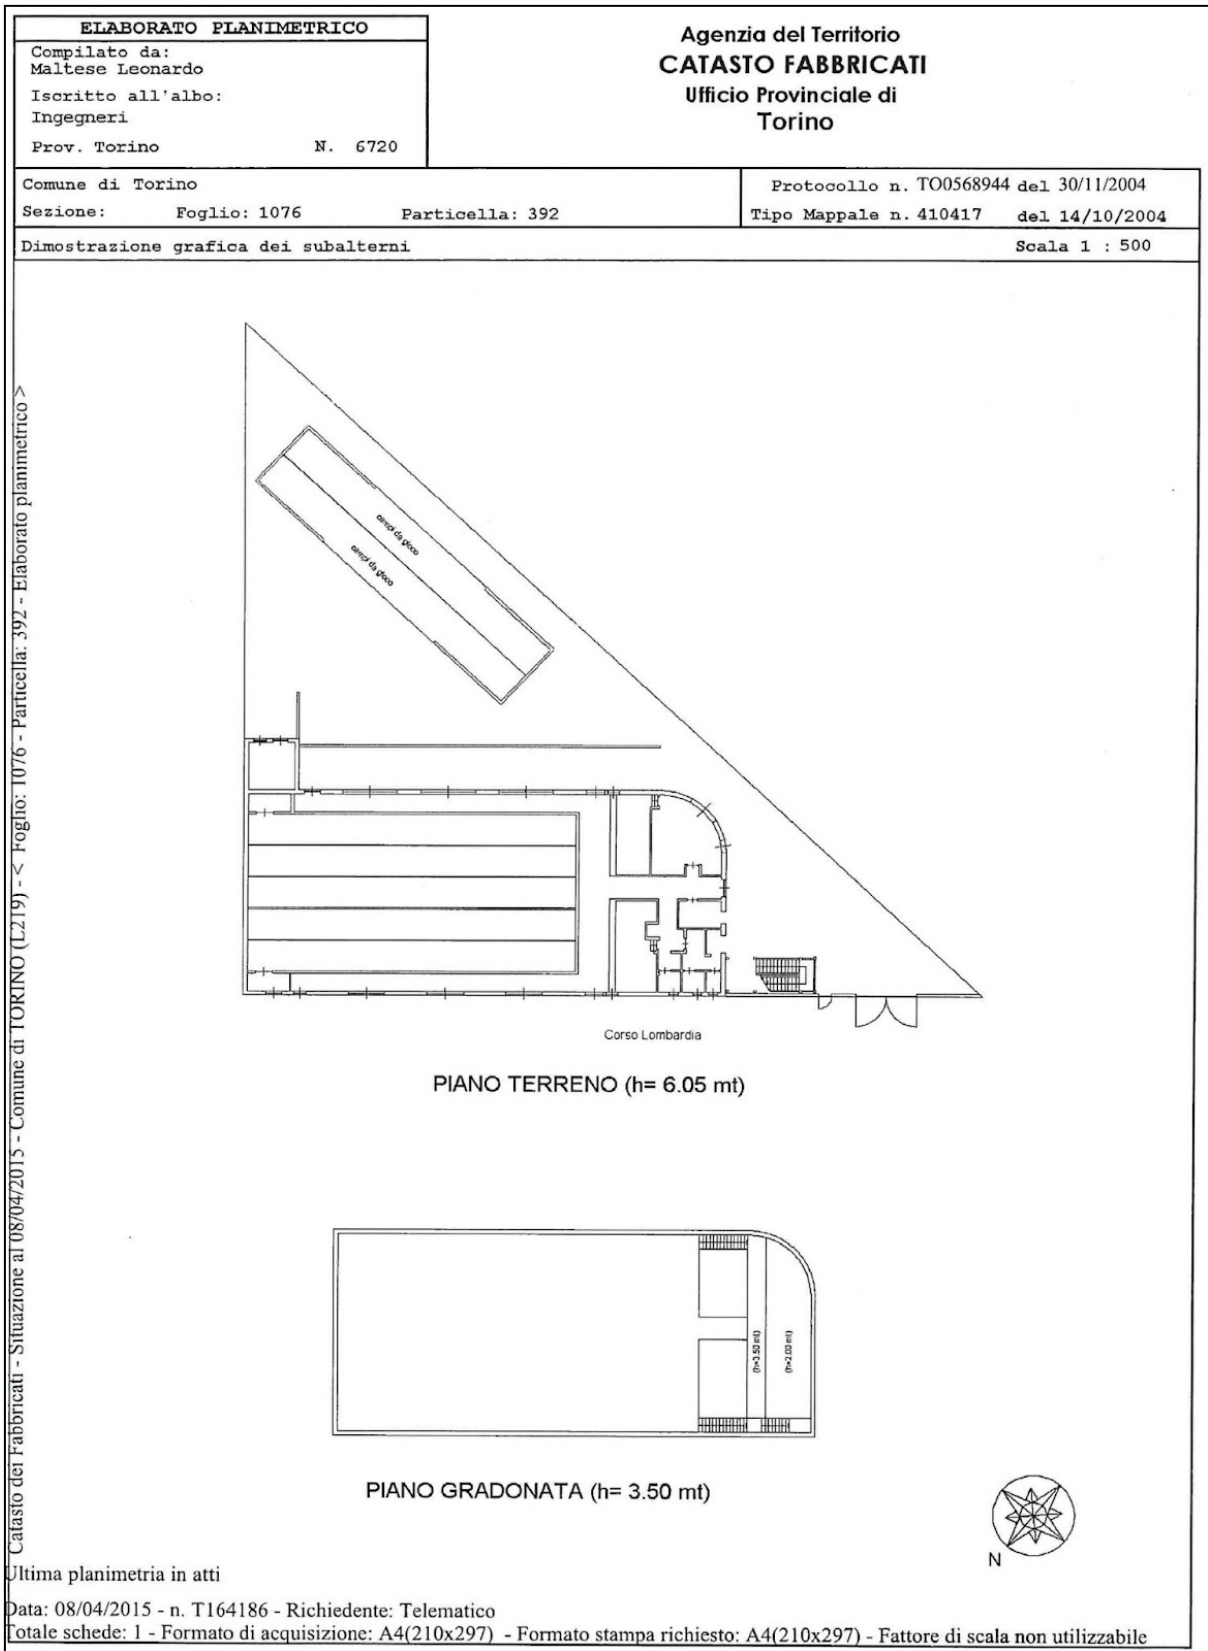 ELABORATO PLANIMETRICO
Compilato da:
Maltese Leonardo
Iscritto all'albo:
Ingegneri
Prov. Torino N. 6720
Agenzia del Territorio
CATASTO FABBRICATI
Ufficio Provinciale di
Torino
Comune di Torino
Sezione: Foglio: 1076 Particella: 392
Protocollo n. TO0568944 del 30/11/2004
Tipo Mappale n. 410417 del 14/10/2004
Dimostrazione grafica dei subalterni
Scala 1 : 500
campi da gioco
campi da gioco
Corso Lombardia
PIANO TERRENO (h= 6.05 mt)
(h=3.50 mt)
(h=2.00 mt)
PIANO GRADONATA (h= 3.50 mt)
N
Catasto dei Fabbricati - Situazione al 08/04/2015 - Comune di TORINO (L219) - < Foglio: 1076 - Particella: 392 - Elaborato planimetrico >
Ultima planimetria in atti
Data: 08/04/2015 - n. T164186 - Richiedente: Telematico
Totale schede: 1 - Formato di acquisizione: A4(210x297) - Formato stampa richiesto: A4(210x297) - Fattore di scala non utilizzabile